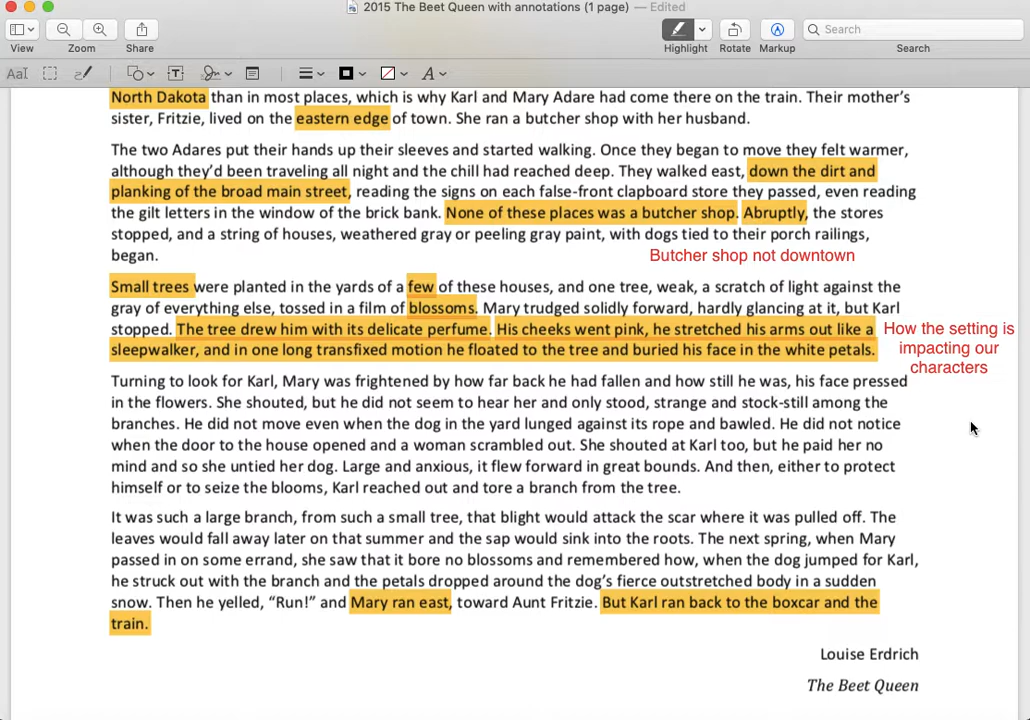 2015 The Beet Queen with annotations (1 page) — Edited
View
Zoom
Share
Highlight
Rotate
Markup
Search
Search
AaI
A
North Dakota than in most places, which is why Karl and Mary Adare had come there on the train. Their mother's
sister, Fritzie, lived on the eastern edge of town. She ran a butcher shop with her husband.
The two Adares put their hands up their sleeves and started walking. Once they began to move they felt warmer,
although they'd been traveling all night and the chill had reached deep. They walked east, down the dirt and
planking of the broad main street, reading the signs on each false-front clapboard store they passed, even reading
the gilt letters in the window of the brick bank. None of these places was a butcher shop. Abruptly, the stores
stopped, and a string of houses, weathered gray or peeling gray paint, with dogs tied to their porch railings,
began.
Butcher shop not downtown
Small trees were planted in the yards of a few of these houses, and one tree, weak, a scratch of light against the
gray of everything else, tossed in a film of blossoms. Mary trudged solidly forward, hardly glancing at it, but Karl
stopped. The tree drew him with its delicate perfume. His cheeks went pink, he stretched his arms out like a
sleepwalker, and in one long transfixed motion he floated to the tree and buried his face in the white petals.
How the setting is
impacting our
characters
Turning to look for Karl, Mary was frightened by how far back he had fallen and how still he was, his face pressed
in the flowers. She shouted, but he did not seem to hear her and only stood, strange and stock-still among the
branches. He did not move even when the dog in the yard lunged against its rope and bawled. He did not notice
when the door to the house opened and a woman scrambled out. She shouted at Karl too, but he paid her no
mind and so she untied her dog. Large and anxious, it flew forward in great bounds. And then, either to protect
himself or to seize the blooms, Karl reached out and tore a branch from the tree.
It was such a large branch, from such a small tree, that blight would attack the scar where it was pulled off. The
leaves would fall away later on that summer and the sap would sink into the roots. The next spring, when Mary
passed in on some errand, she saw that it bore no blossoms and remembered how, when the dog jumped for Karl,
he struck out with the branch and the petals dropped around the dog's fierce outstretched body in a sudden
snow. Then he yelled, "Run!" and Mary ran east, toward Aunt Fritzie. But Karl ran back to the boxcar and the
train.
Louise Erdrich
The Beet Queen